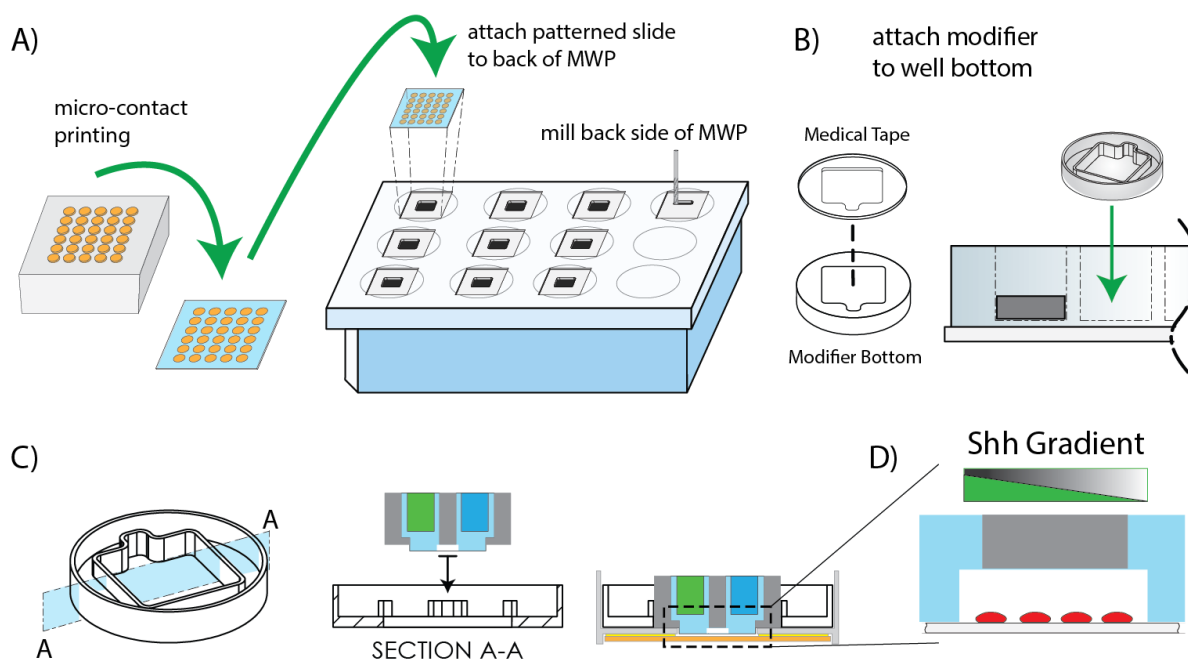 A)
micro-contact
printing
attach patterned slide
to back of MWP
mill back side of MWP
B)
attach modifier
to well bottom
Medical Tape
Modifier Bottom
C)
A
A
SECTION A-A
D)
Shh Gradient